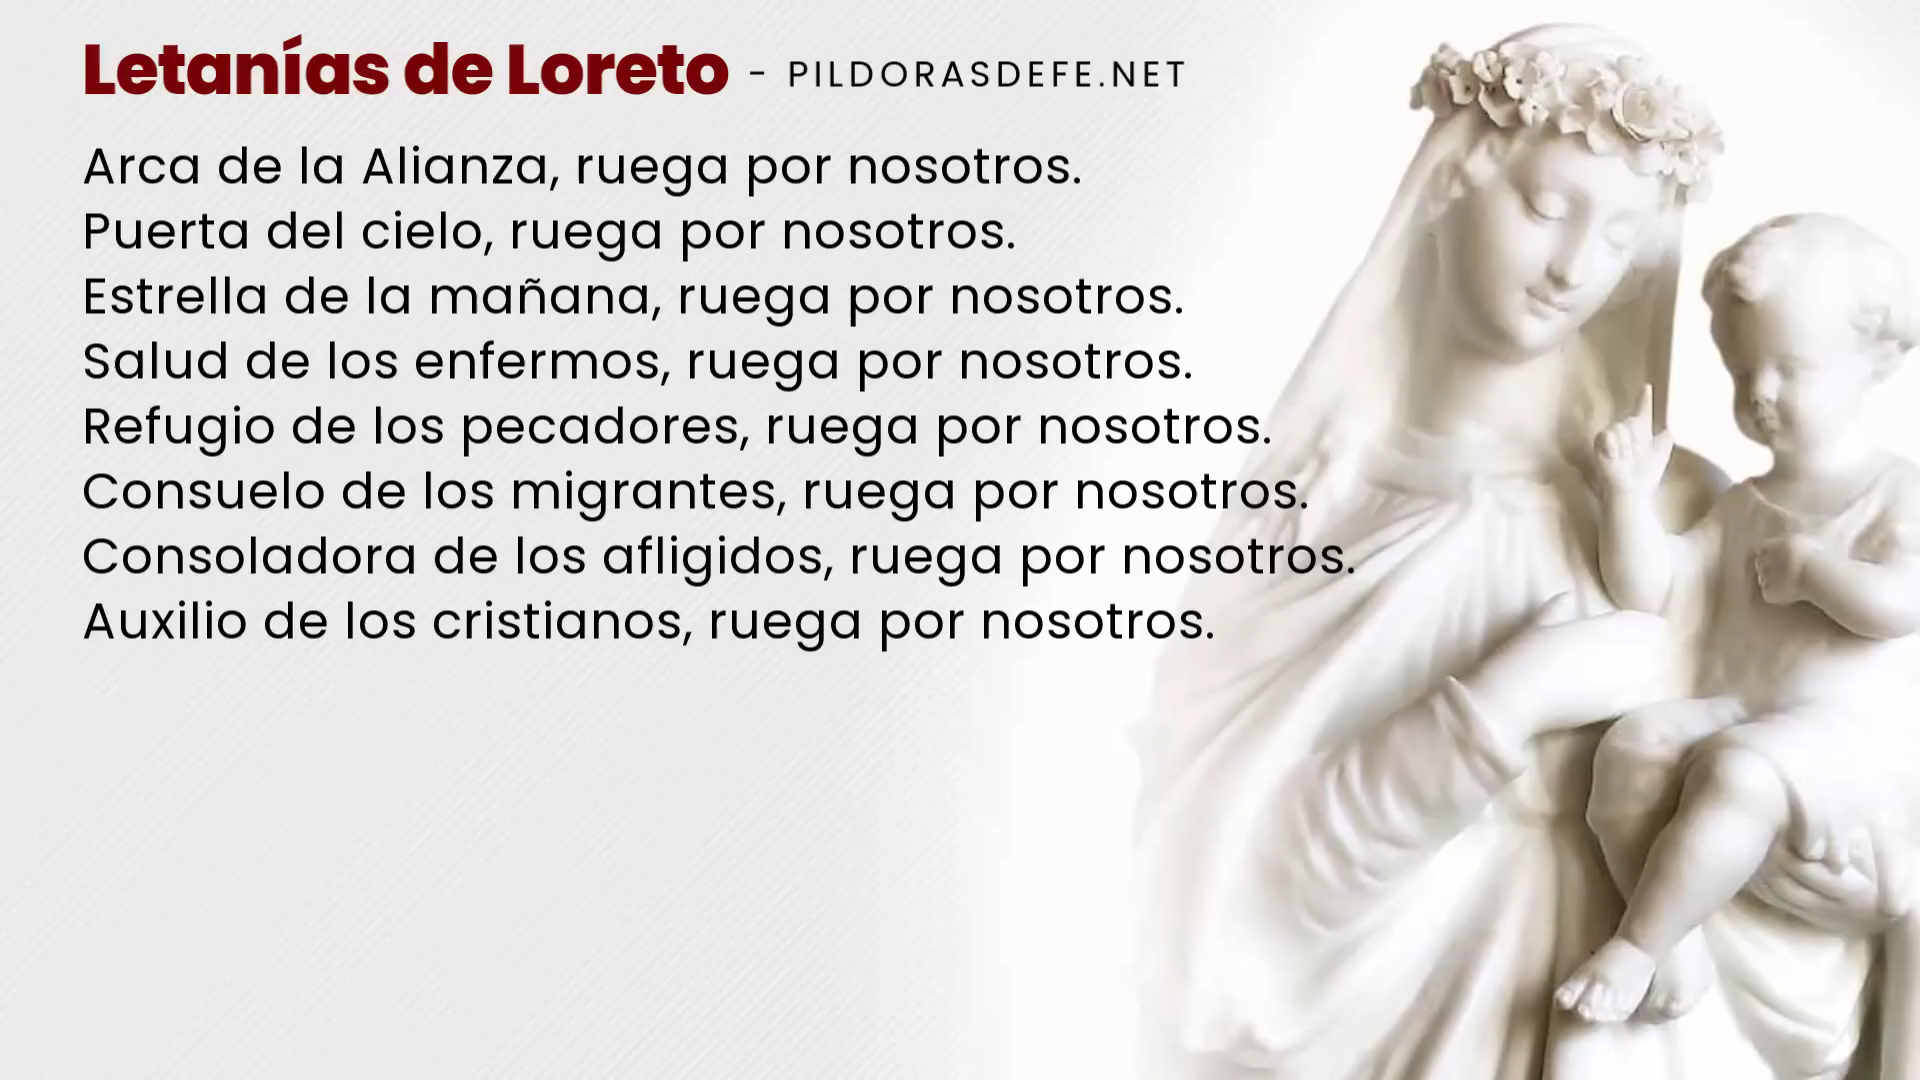 Letanías de Loreto - PILDORASDEFE.NET
Arca de la Alianza, ruega por nosotros.
Puerta del cielo, ruega por nosotros.
Estrella de la mañana, ruega por nosotros.
Salud de los enfermos, ruega por nosotros.
Refugio de los pecadores, ruega por nosotros.
Consuelo de los migrantes, ruega por nosotros.
Consoladora de los afligidos, ruega por nosotros.
Auxilio de los cristianos, ruega por nosotros.